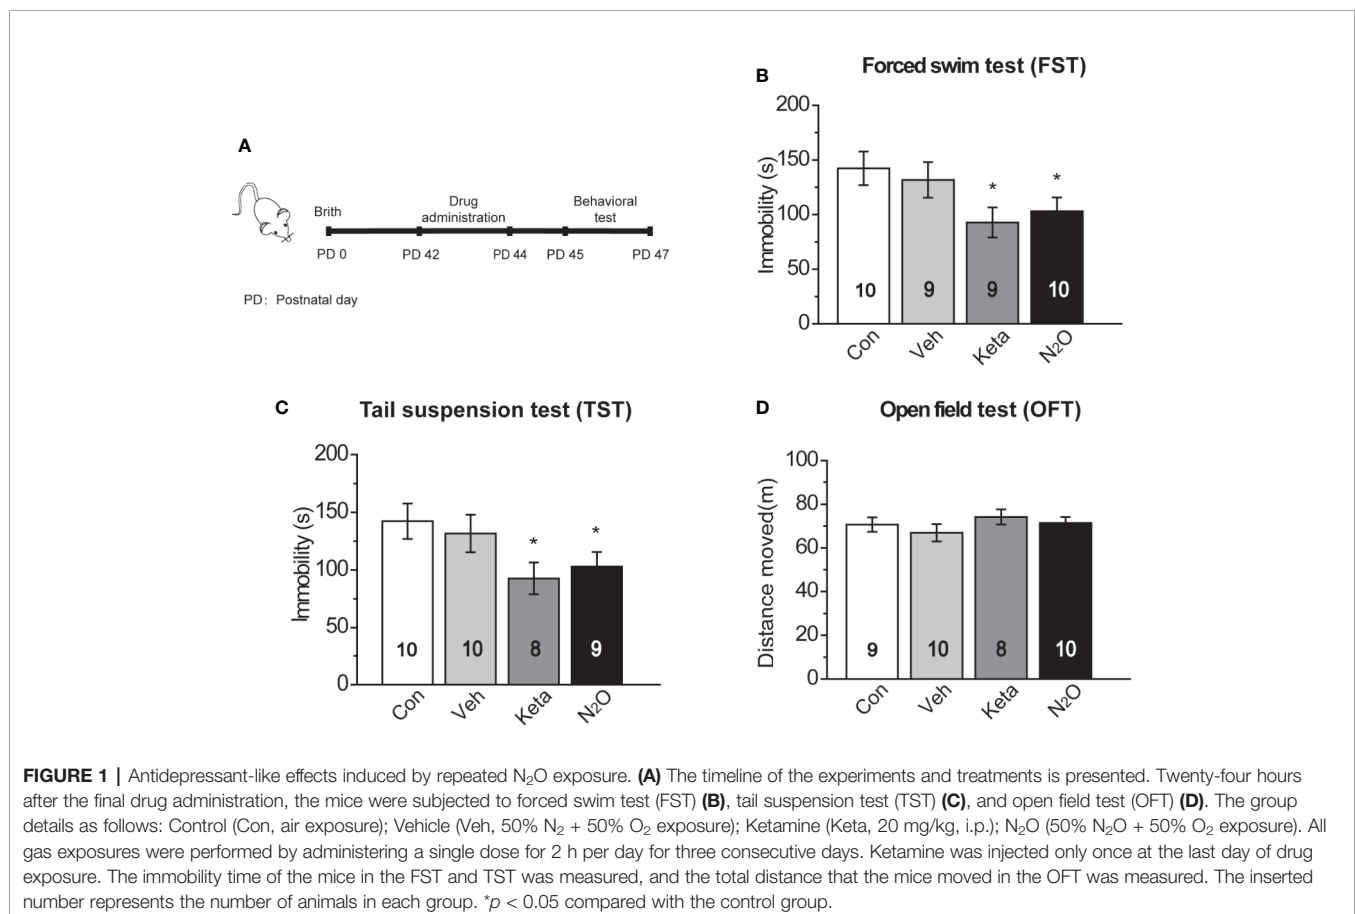 A
Brith
Drug
administration
Behavioral
test
PD 0
PD 42
PD 44
PD 45
PD 47
PD: Postnatal day
B
Forced swim test (FST)
Immobility (s)
200
150
100
50
0
*
*
10
9
9
10
Con
Veh
Keta
N₂O
C
Tail suspension test (TST)
Immobility (s)
200
150
100
50
0
*
*
10
10
8
9
Con
Veh
Keta
N₂O
D
Open field test (OFT)
Distance moved(m)
100
80
60
40
20
0
9
10
8
10
Con
Veh
Keta
N₂O
FIGURE 1 | Antidepressant-like effects induced by repeated N₂O exposure. (A) The timeline of the experiments and treatments is presented. Twenty-four hours
after the final drug administration, the mice were subjected to forced swim test (FST) (B), tail suspension test (TST) (C), and open field test (OFT) (D). The group
details as follows: Control (Con, air exposure); Vehicle (Veh, 50% N₂ + 50% O₂ exposure); Ketamine (Keta, 20 mg/kg, i.p.); N₂O (50% N₂O + 50% O₂ exposure). All
gas exposures were performed by administering a single dose for 2 h per day for three consecutive days. Ketamine was injected only once at the last day of drug
exposure. The immobility time of the mice in the FST and TST was measured, and the total distance that the mice moved in the OFT was measured. The inserted
number represents the number of animals in each group. *p < 0.05 compared with the control group.